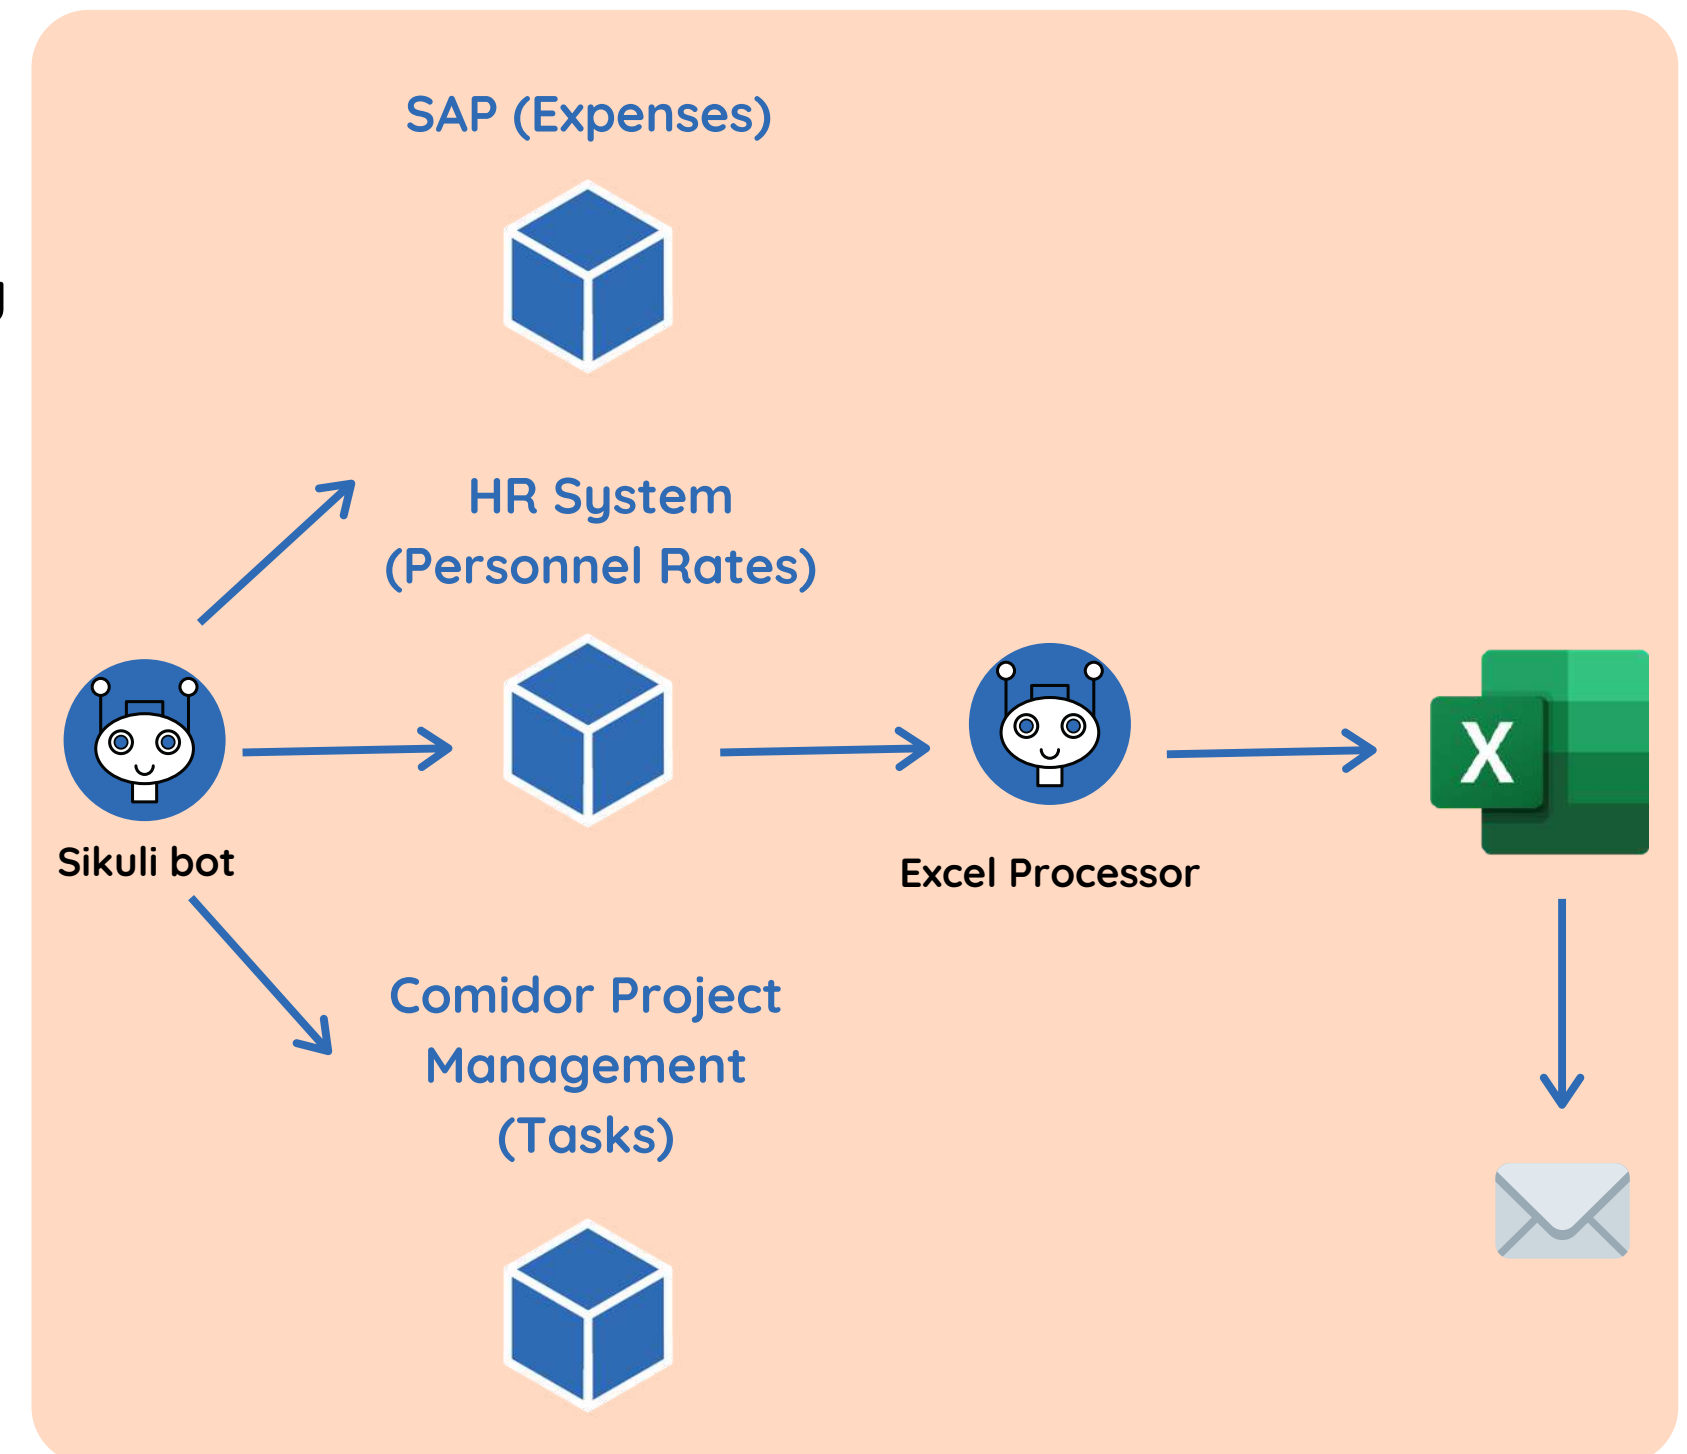 SAP (Expenses)
HR System
(Personnel Rates)
Sikuli bot
Excel Processor
X
Comidor Project
Management
(Tasks)